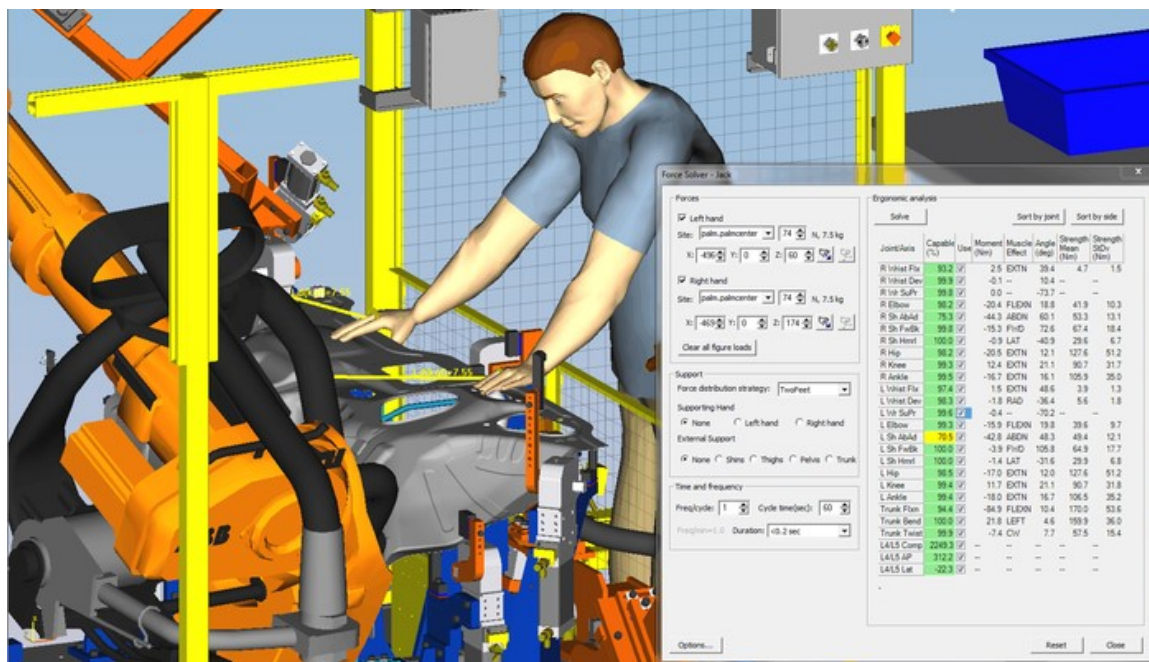 Force Solver - Jack
x
Forces
Left hand
Site: palm.palmcenter 74 N, 7.5 kg
X: -496 Y: 0 Z: 60
Right hand
Site: palm.palmcenter 74 N, 7.5 kg
X: -469 Y: 0 Z: 174
Clear all figure loads
Support
Force distribution strategy: TwoFeet
Supporting Hand
None Left hand Right hand
External Support
None Shins Thighs Pelvis Trunk
Time and frequency
Freq/cycle: 1 Cycle time(sec): 60
Freq/min=1.0 Duration: <0.2 sec
Options...
Ergonomic analysis
Solve Sort by joint Sort by side
Joint/Axis Capable (%) Use Moment (Nm) Muscle Effect Angle (deg) Strength Mean (Nm) Strength StDv (Nm)
R Wrist Flx 93.2 2.5 EXTN 39.4 4.7 1.5
R Wrist Dev 99.9 -0.1 -- 10.4 -- --
R Wr SuPr 99.8 0.0 -- -73.7 -- --
R Elbow 98.2 -20.4 FLEXN 18.8 41.9 10.3
R Sh AbAd 75.3 -44.3 ABDN 60.1 53.3 13.1
R Sh FwBk 99.8 -15.3 FWD 72.6 67.4 18.4
R Sh Hmrl 100.0 -0.9 LAT -40.9 29.6 6.7
R Hip 98.2 -20.5 EXTN 12.1 127.6 51.2
R Knee 99.3 12.4 EXTN 21.1 90.7 31.7
R Ankle 99.5 -16.7 EXTN 16.1 105.9 35.0
L Wrist Flx 97.4 1.5 EXTN 48.6 3.9 1.3
L Wrist Dev 98.3 -1.8 RAD -36.4 5.6 1.8
L Wr SuPr 99.6 -0.4 -- -70.2 -- --
L Elbow 99.3 -15.9 FLEXN 19.8 39.6 9.7
L Sh AbAd 70.5 -42.8 ABDN 48.3 49.4 12.1
L Sh FwBk 100.0 -3.9 FWD 105.8 64.9 17.7
L Sh Hmrl 100.0 -1.4 LAT -31.6 29.9 6.8
L Hip 98.5 -17.0 EXTN 12.0 127.6 51.2
L Knee 99.4 11.7 EXTN 21.1 90.7 31.8
L Ankle 99.4 -18.0 EXTN 16.7 106.5 35.2
Trunk Flxn 94.4 -84.9 FLEXN 10.4 170.0 53.6
Trunk Bend 100.0 21.8 LEFT 4.6 159.9 36.0
Trunk Twist 99.9 -7.4 CW 7.7 57.5 15.4
L4/L5 Comp 2249.3 -- -- -- -- --
L4/L5 AP 312.2 -- -- -- -- --
L4/L5 Lat -22.3 -- -- -- -- --
Reset Close